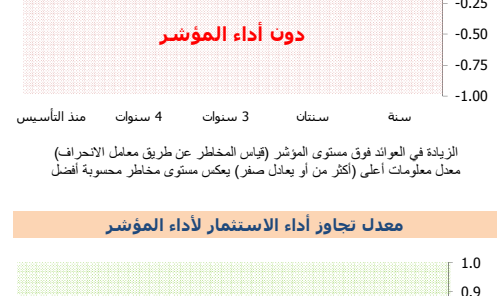 -0.25
-0.50
دون أداء المؤشر
-0.75
-1.00
سنة سنتان 3 سنوات 4 سنوات منذ التأسيس
الزيادة في العوائد فوق مستوى المؤشر (قياس المخاطر عن طريق معامل الانحراف)
معدل معلومات أعلى (أكثر من أو يعادل صفر) يعكس مستوى مخاطر محسوبة أفضل
معدل تجاوز أداء الاستثمار لأداء المؤشر
1.0
0.9